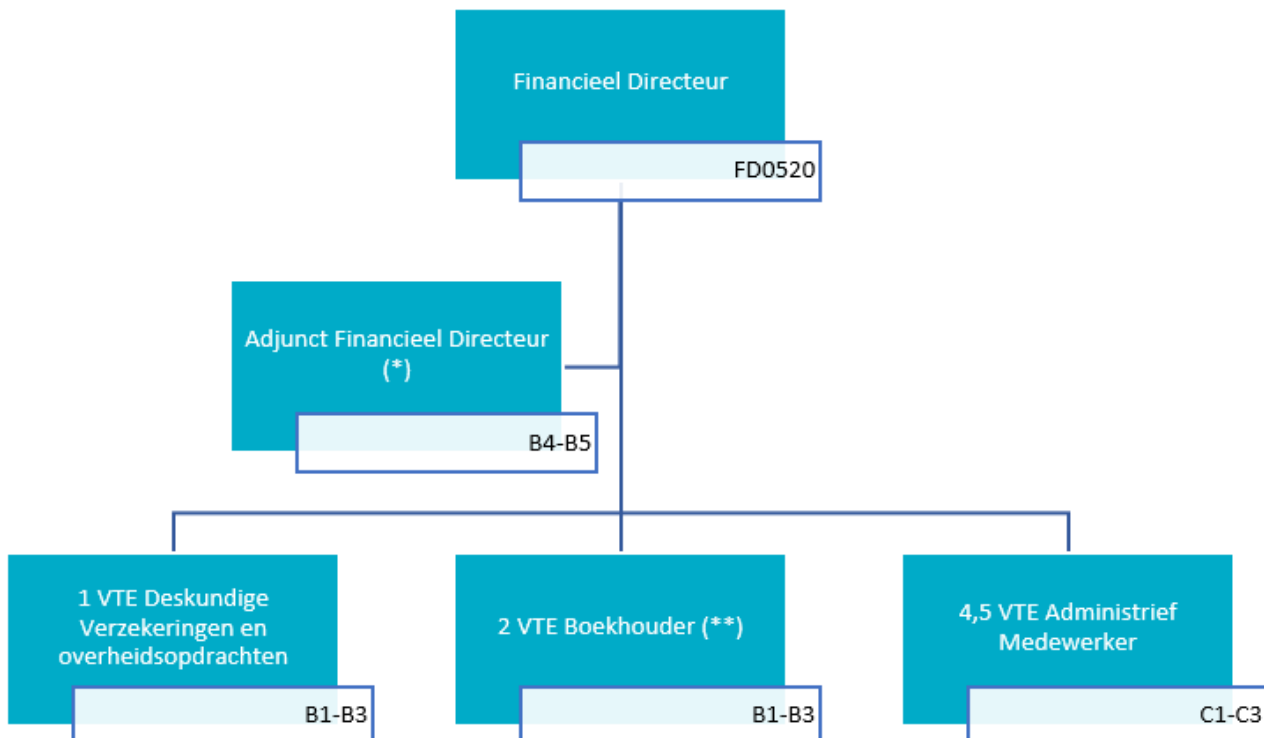 Financieel Directeur
FD0520
Adjunct Financieel Directeur
(*)
B4-B5
1 VTE Deskundige
Verzekeringen en
overheidsopdrachten
B1-B3
2 VTE Boekhouder (**)
B1-B3
4,5 VTE Administrief
Medewerker
C1-C3